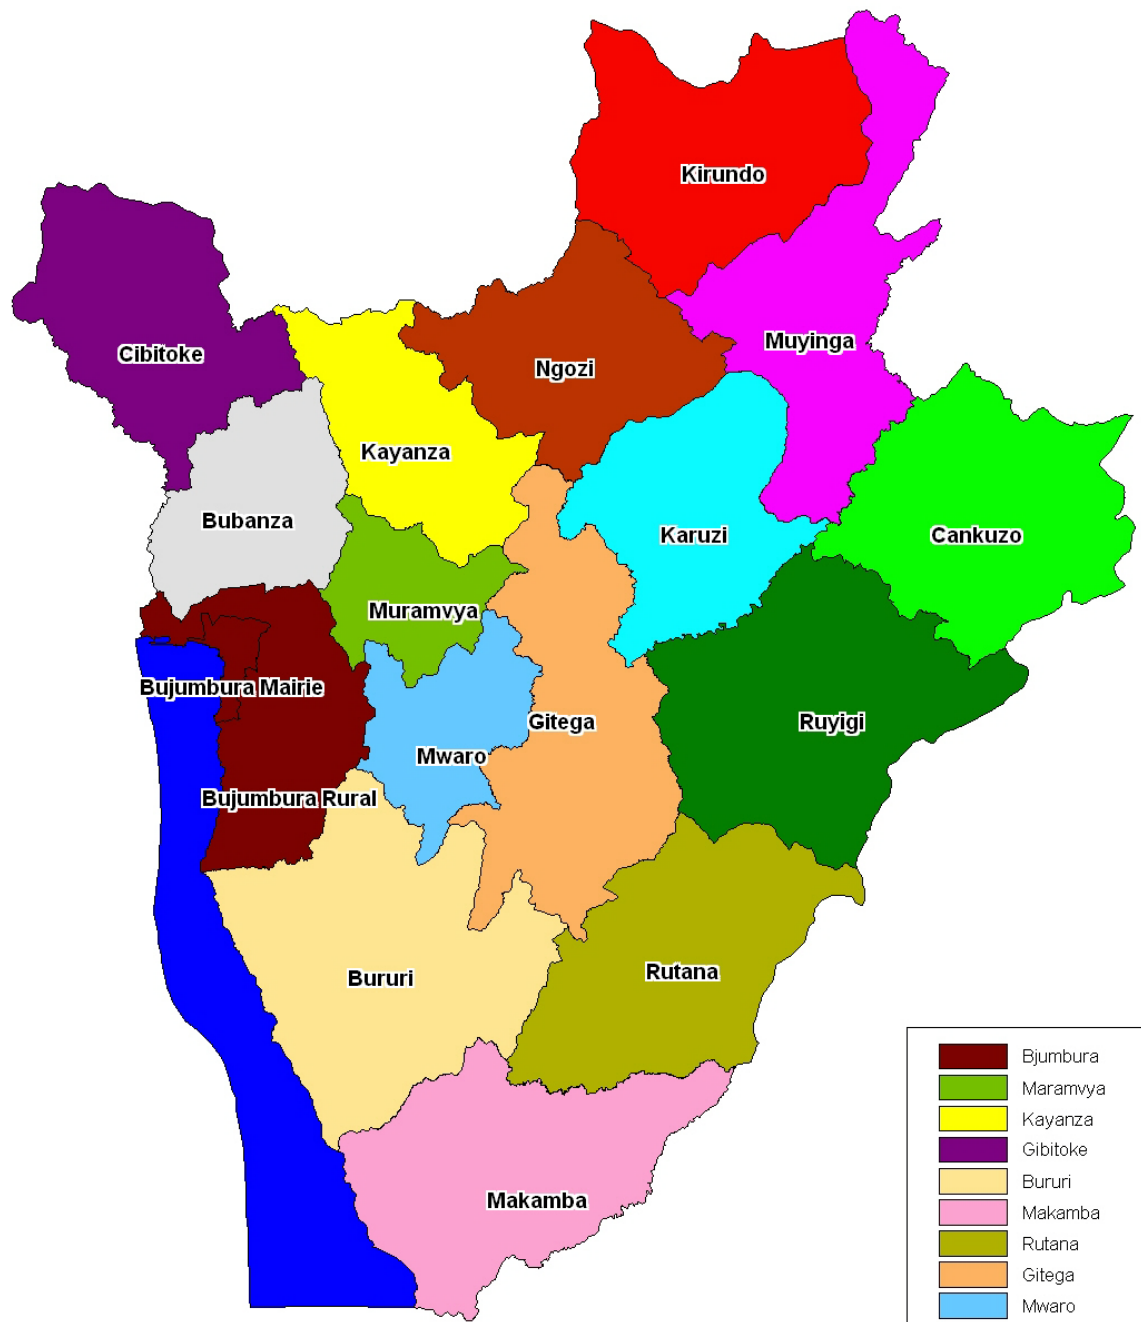 Kirundo
Muyinga
Cibitoke
Ngozi
Kayanza
Bubanza
Karuzi
Cankuzo
Muramvya
Bujumbura Mairie
Gitega
Ruyigi
Mwaro
Bujumbura Rural
Bururi
Rutana
Makamba
Bjumbura
Maramvya
Kayanza
Gibitoke
Bururi
Makamba
Rutana
Gitega
Mwaro